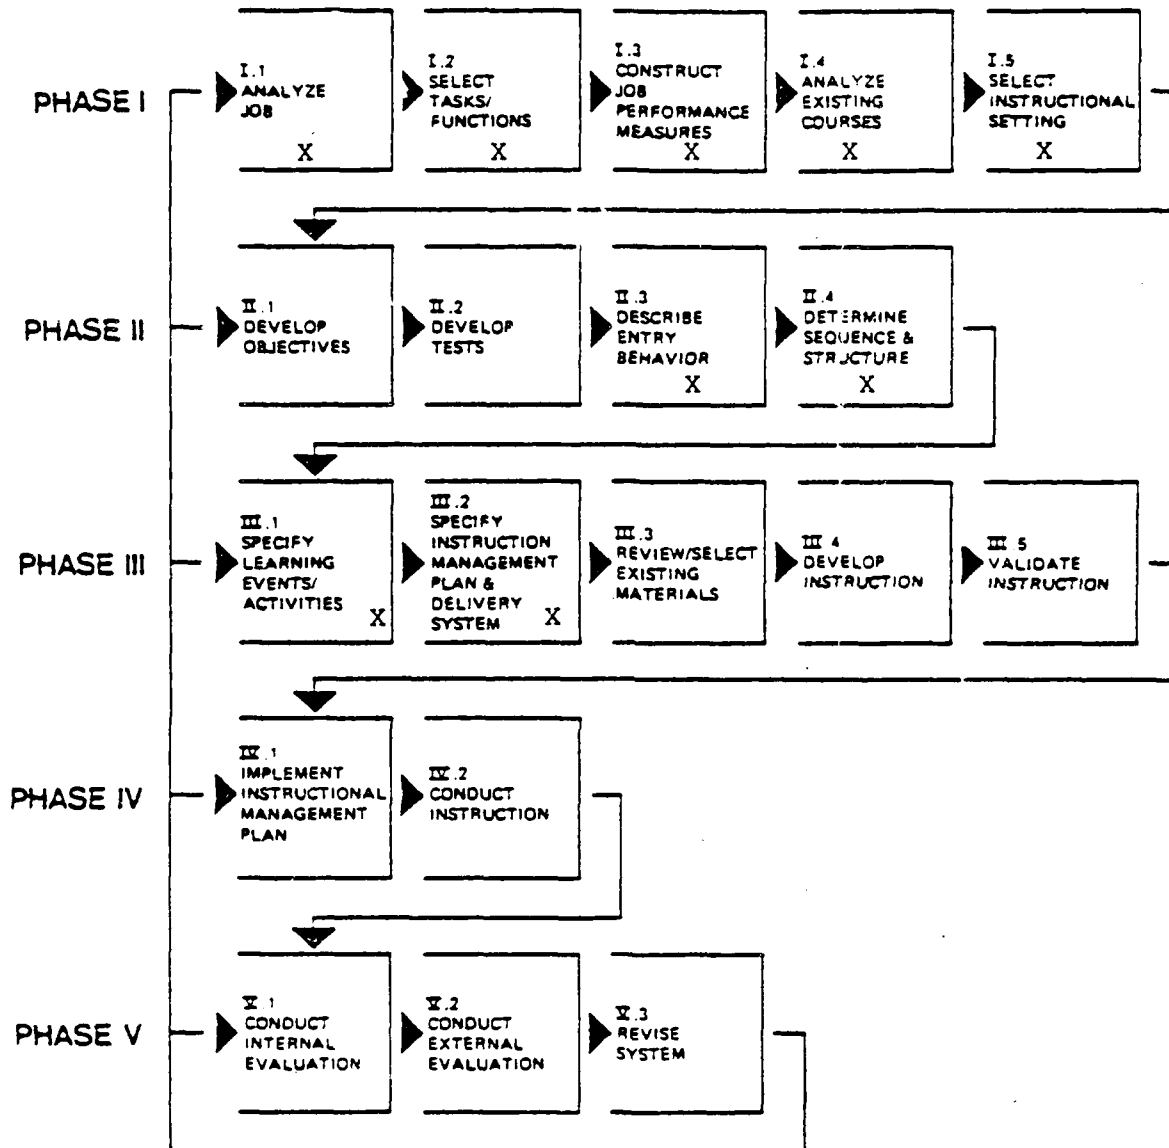 PHASE I
I.1
ANALYZE
JOB
X
I.2
SELECT
TASKS/
FUNCTIONS
X
I.3
CONSTRUCT
JOB
PERFORMANCE
MEASURES
X
I.4
ANALYZE
EXISTING
COURSES
X
I.5
SELECT
INSTRUCTIONAL
SETTING
X
PHASE II
II.1
DEVELOP
OBJECTIVES
II.2
DEVELOP
TESTS
II.3
DESCRIBE
ENTRY
BEHAVIOR
X
II.4
DETERMINE
SEQUENCE &
STRUCTURE
X
PHASE III
III.1
SPECIFY
LEARNING
EVENTS/
ACTIVITIES
X
III.2
SPECIFY
INSTRUCTION
MANAGEMENT
PLAN &
DELIVERY
SYSTEM
X
III.3
REVIEW/SELECT
EXISTING
MATERIALS
III.4
DEVELOP
INSTRUCTION
III.5
VALIDATE
INSTRUCTION
PHASE IV
IV.1
IMPLEMENT
INSTRUCTIONAL
MANAGEMENT
PLAN
IV.2
CONDUCT
INSTRUCTION
PHASE V
V.1
CONDUCT
INTERNAL
EVALUATION
V.2
CONDUCT
EXTERNAL
EVALUATION
V.3
REVISE
SYSTEM